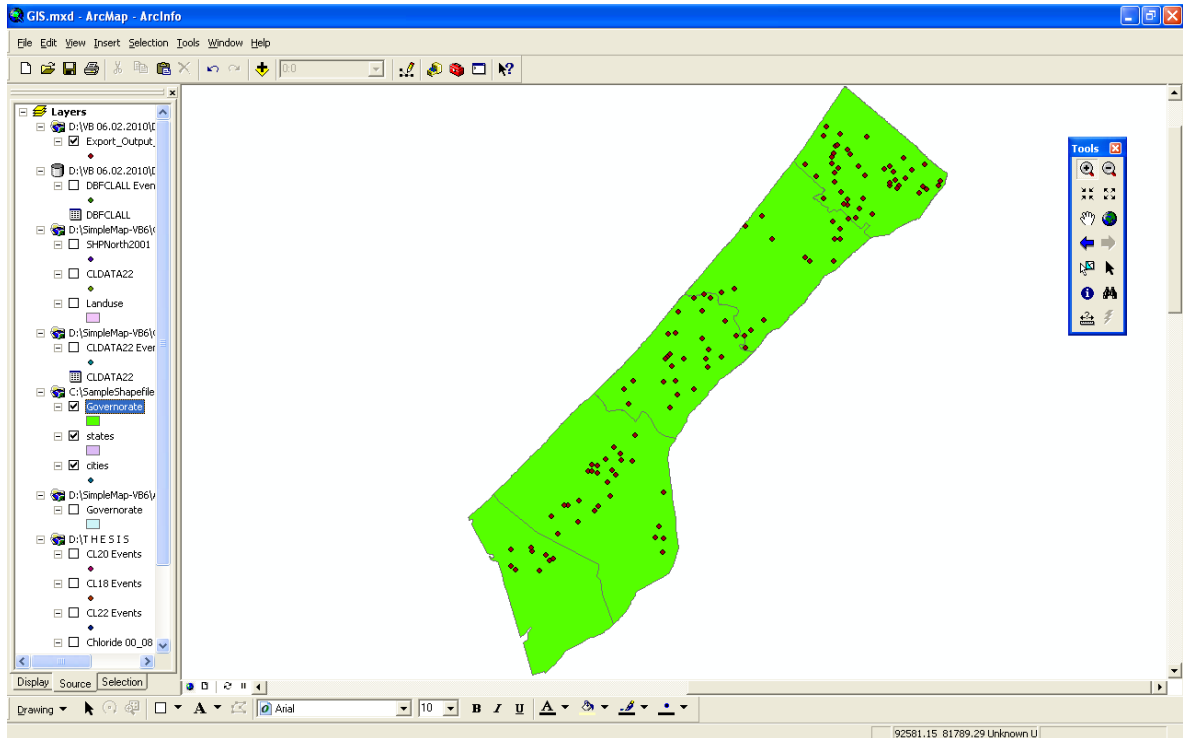 GIS.mxd - ArcMap - ArcInfo
File Edit View Insert Selection Tools Window Help
0.0
Layers
D:\VB 06.02.2010\D
Export_Output_
D:\VB 06.02.2010\D
DBFCLALL Even
DBFCLALL
D:\SimpleMap-VB6\G
SHPNorth2001
CLDATA22
Landuse
D:\SimpleMap-VB6\G
CLDATA22 Ever
CLDATA22
C:\SampleShapefile
Governorate
states
cities
D:\SimpleMap-VB6\A
Governorate
D:\T H E S I S
CL20 Events
CL18 Events
CL22 Events
Chloride 00_08
Display Source Selection
Tools
Drawing A Arial 10 B I U A
92581.15 81789.29 Unknown U